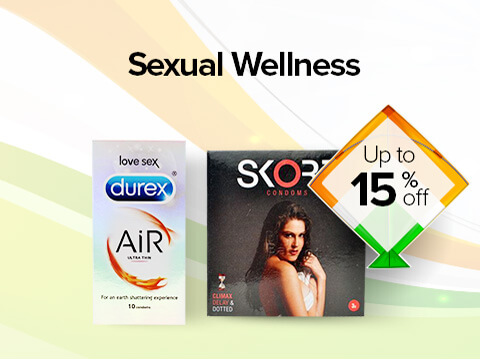 Sexual Wellness
love sex
durex
AiR
ULTRA THIN
For an earth shattering experience
10 condoms
SKORE
CONDOMS
CLIMAX
DELAY &
DOTTED
Up to
15% off